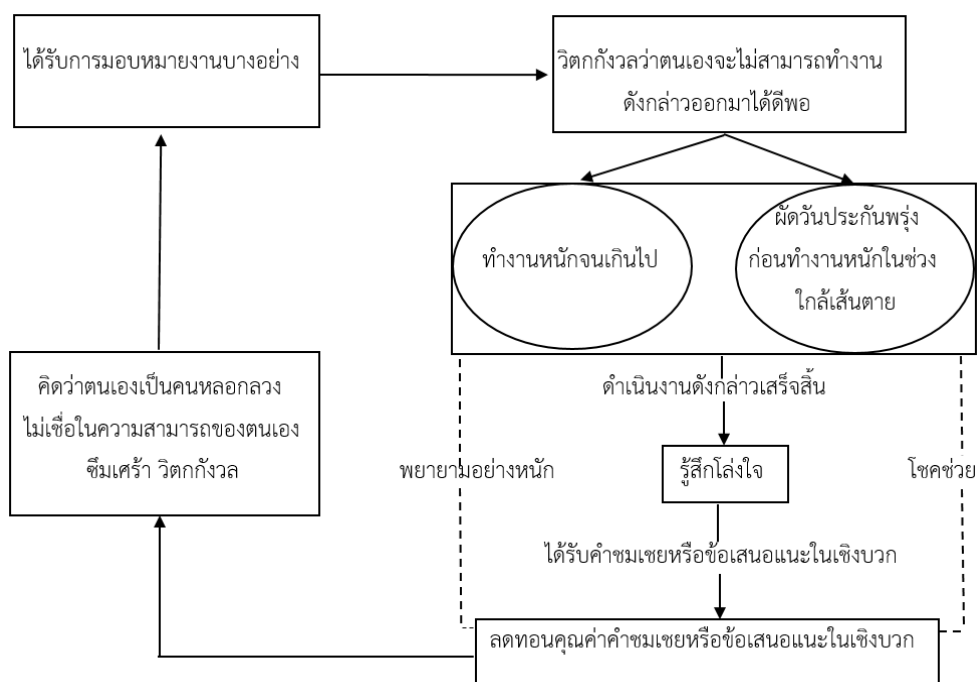 ได้รับการมอบหมายงานบางอย่าง
วิตกกังวลว่าตนเองจะไม่สามารถทำงาน
ดังกล่าวออกมาได้ดีพอ
ทำงานหนักจนเกินไป
ผัดวันประกันพรุ่ง
ก่อนทำงานหนักในช่วง
ใกล้เส้นตาย
ดำเนินงานดังกล่าวเสร็จสิ้น
พยายามอย่างหนัก
รู้สึกโล่งใจ
โชคช่วย
ได้รับคำชมเชยหรือข้อเสนอแนะในเชิงบวก
ลดทอนคุณค่าคำชมเชยหรือข้อเสนอแนะในเชิงบวก
คิดว่าตนเองเป็นคนหลอกลวง
ไม่เชื่อในความสามารถของตนเอง
ซึมเศร้า วิตกกังวล